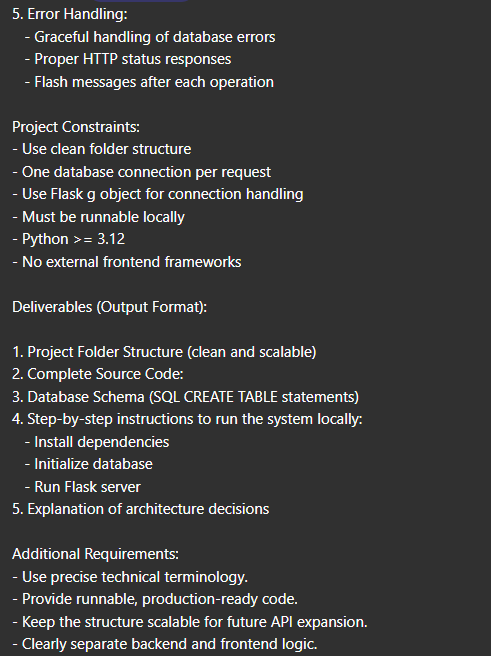 5. Error Handling:
- Graceful handling of database errors
- Proper HTTP status responses
- Flash messages after each operation
Project Constraints:
- Use clean folder structure
- One database connection per request
- Use Flask g object for connection handling
- Must be runnable locally
- Python >= 3.12
- No external frontend frameworks
Deliverables (Output Format):
1. Project Folder Structure (clean and scalable)
2. Complete Source Code:
3. Database Schema (SQL CREATE TABLE statements)
4. Step-by-step instructions to run the system locally:
- Install dependencies
- Initialize database
- Run Flask server
5. Explanation of architecture decisions
Additional Requirements:
- Use precise technical terminology.
- Provide runnable, production-ready code.
- Keep the structure scalable for future API expansion.
- Clearly separate backend and frontend logic.